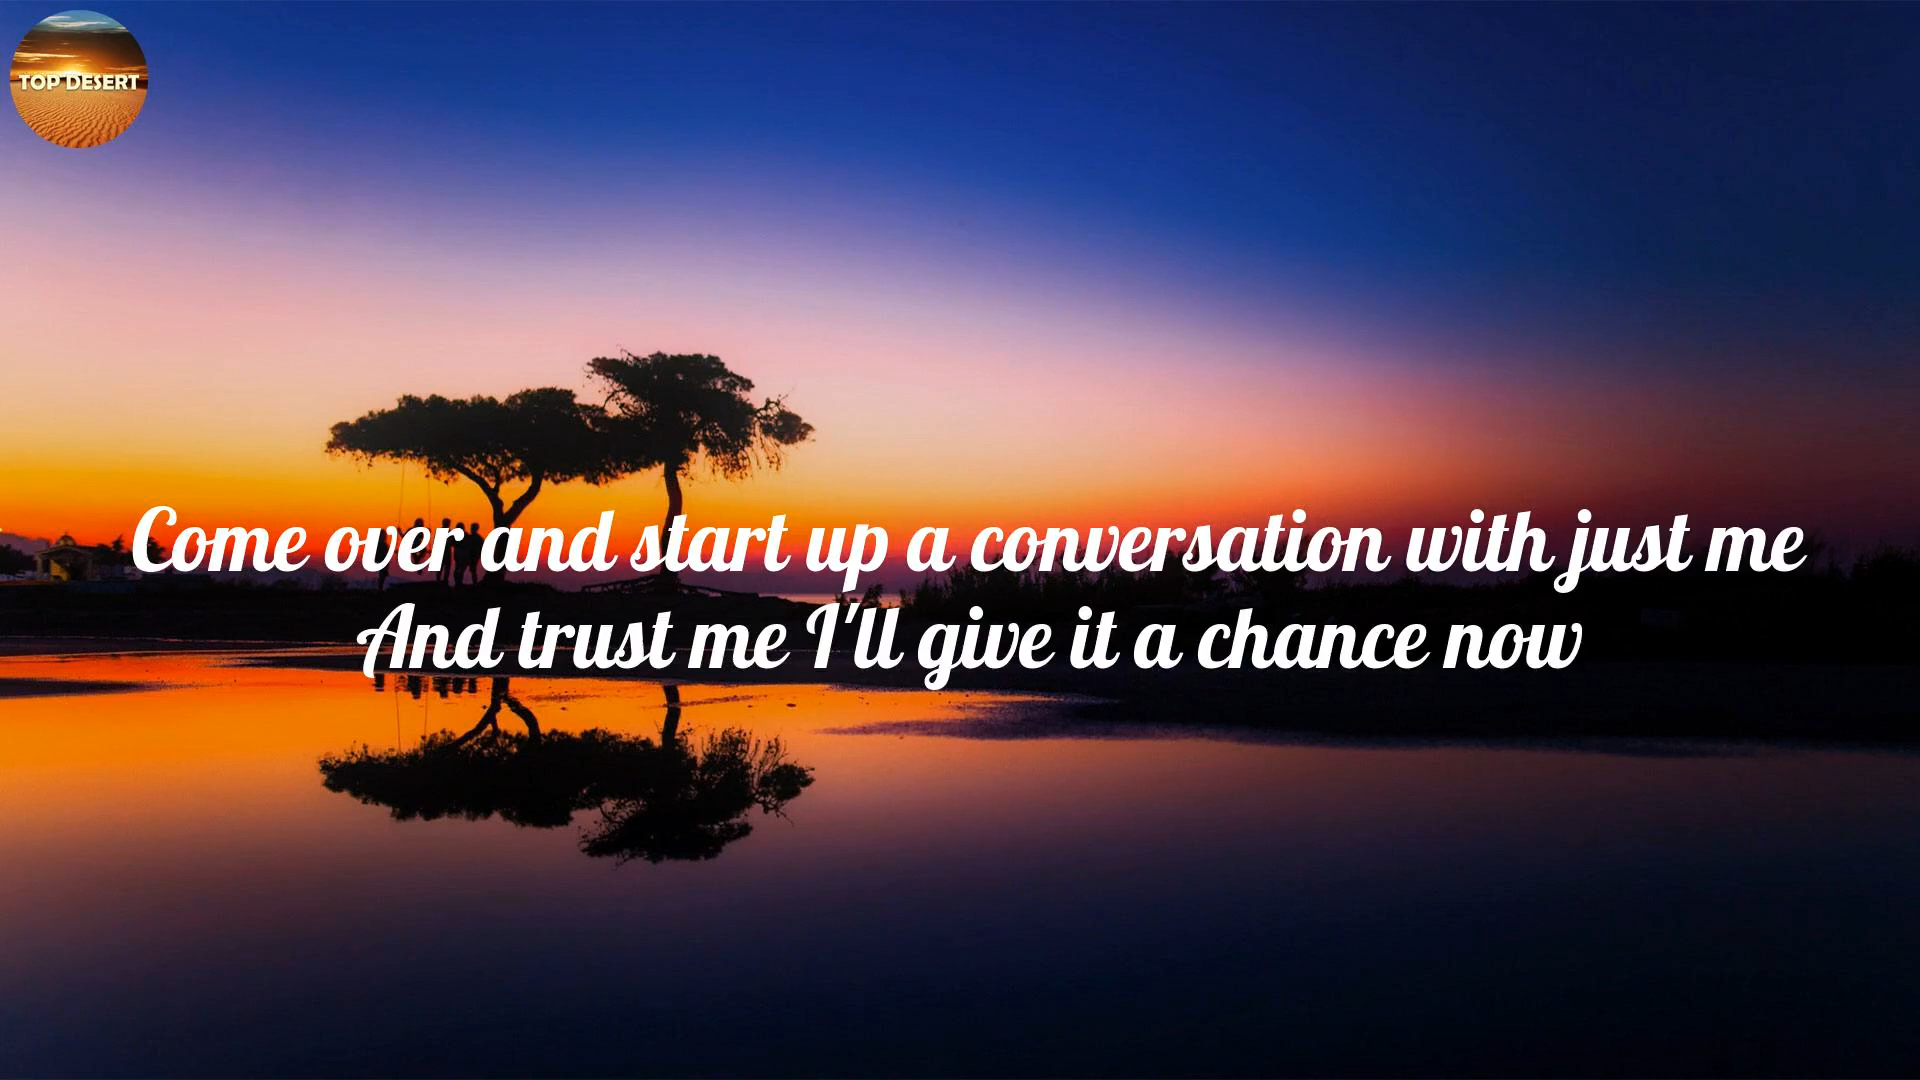 TOP DESERT
Come over and start up a conversation with just me
And trust me I'll give it a chance now